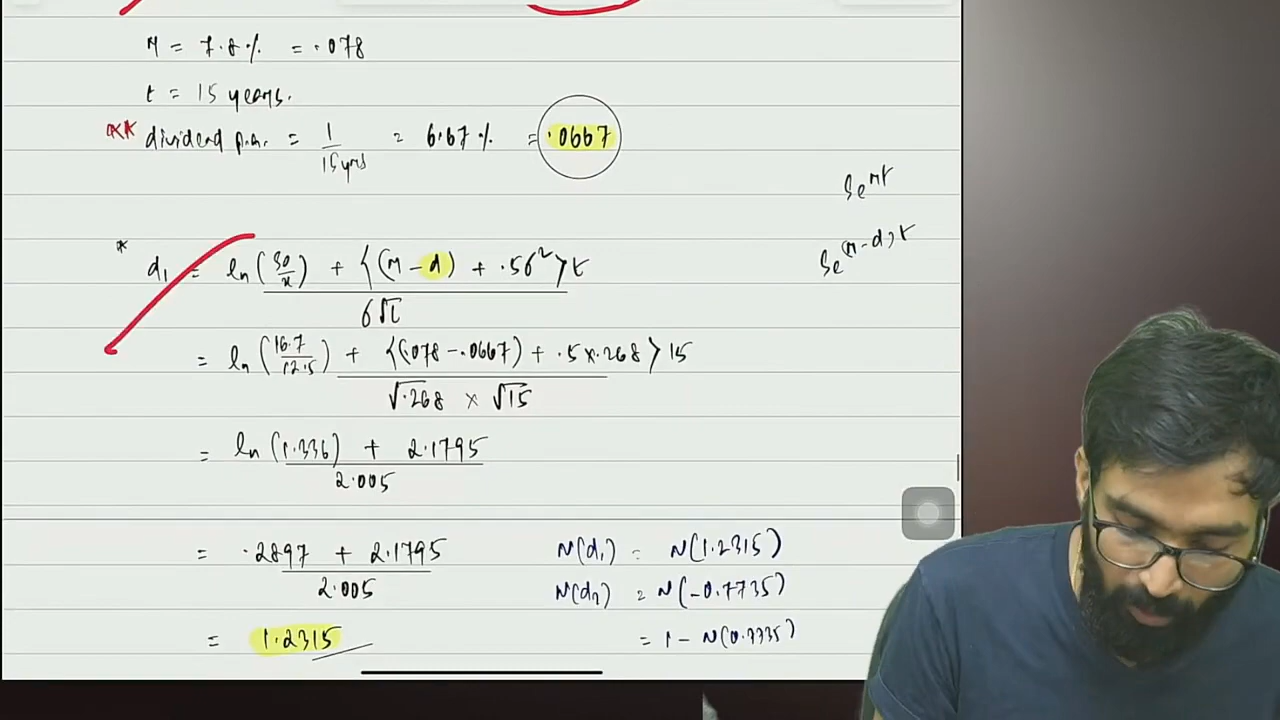 r = 7.8% = .078
t = 15 years.
** dividend p.a. = 1/15yrs = 6.67% = .0667
Se^rt
Se^(r-d)t
* d₁ = ln(So/x) + {(r-d) + .5σ²}t
σ√t
= ln(16.7/12.5) + {(.078-.0667) + .5x.268} 15
√.268 x √15
= ln(1.336) + 2.1795
2.005
= .2897 + 2.1795
2.005
N(d₁) = N(1.2315)
N(d₂) = N(-0.7735)
= 1.2315
= 1 - N(0.7735)